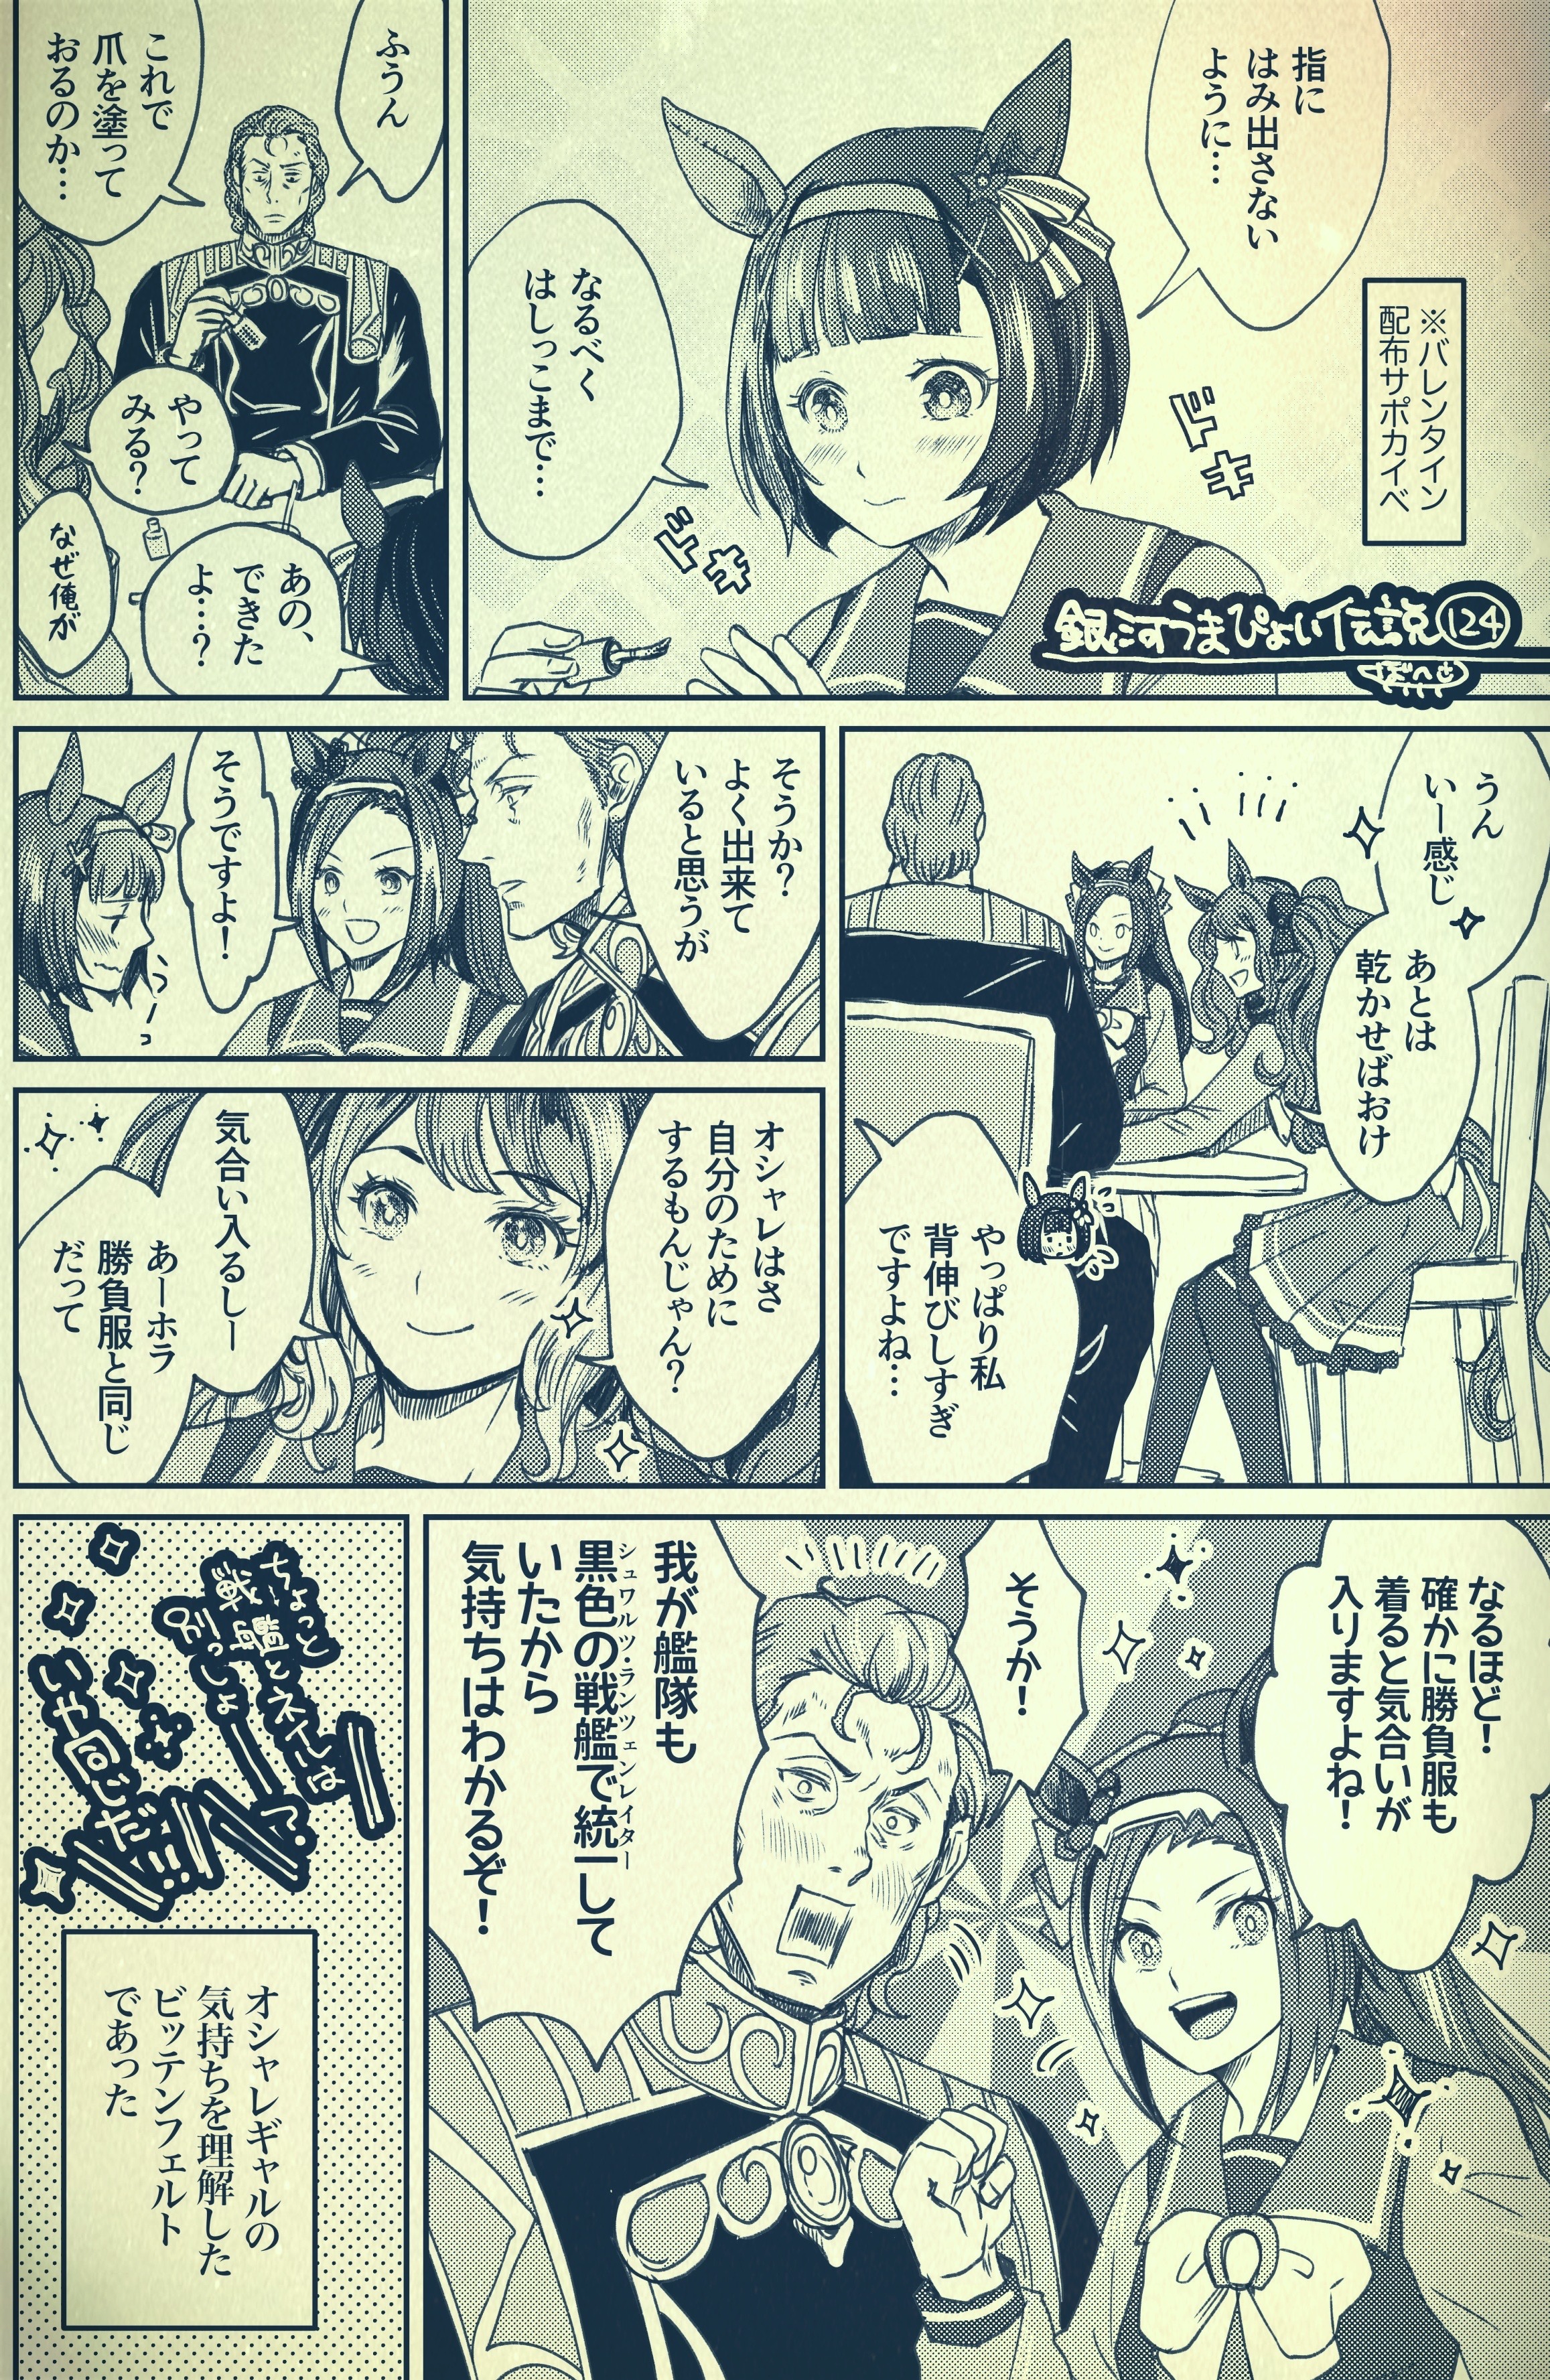 指に
はみ出さない
ように…
※バレンタイン
配布サポカイベ
なるべく
はしっこまで…
ドキ
ドキ
銀河うまぴょい伝説124
ふうん
これで
爪を塗って
おるのか…
やって
みる?
なぜ俺が
あの、
できた
よ…?
うん
いー感じ
あとは
乾かせばおけ
やっぱり私
背伸びしすぎ
ですよね…
そうか?
よく出来て
いると思うが
そうですよ!
うーっ
オシャレはさ
自分のために
するもんじゃん?
気合い入るしー
あーホラ
勝負服と同じ
だって
なるほど!
確かに勝負服も
着ると気合いが
入りますよね!
そうか!
我が艦隊も
黒色の戦艦で統一して
シュワルツ・ランツェンレイター
いたから
気持ちはわかるぞ!
ちょっと
戦艦とネイルは
いっしょ
いや同じだ!!!
オシャレギャルの
気持ちを理解した
ビッテンフェルト
であった